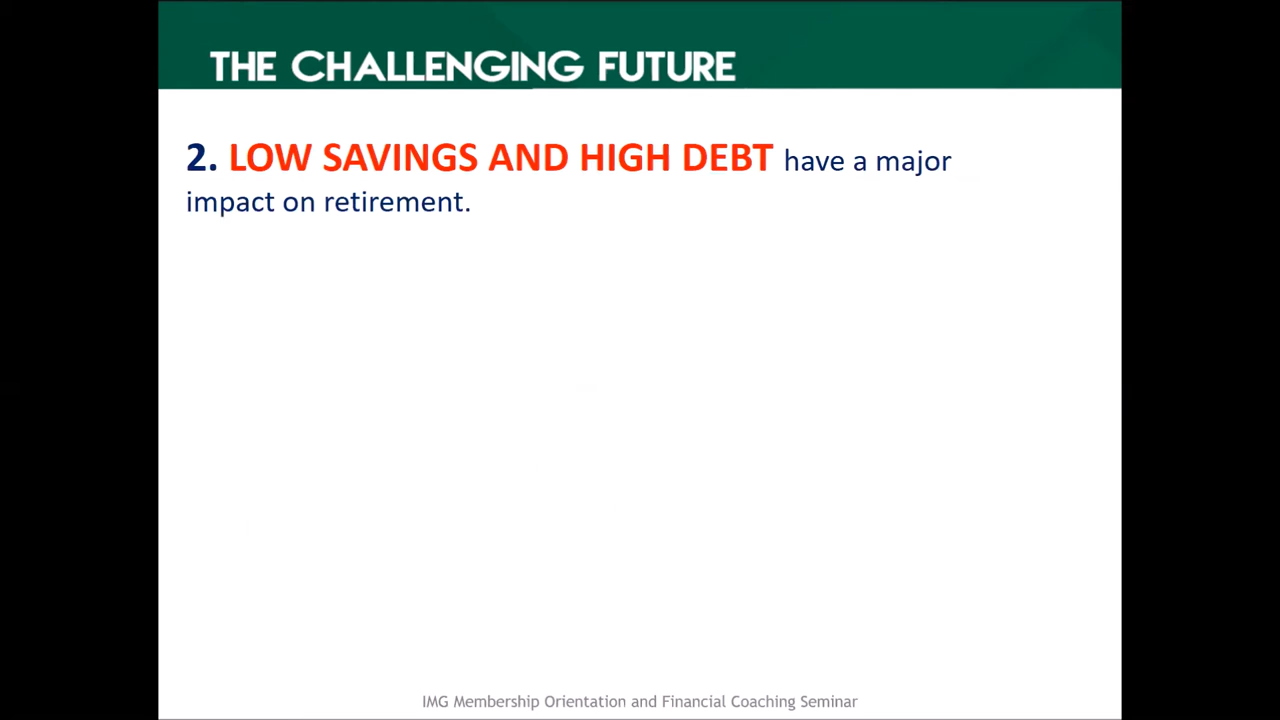 THE CHALLENGING FUTURE
2. LOW SAVINGS AND HIGH DEBT have a major
impact on retirement.
IMG Membership Orientation and Financial Coaching Seminar